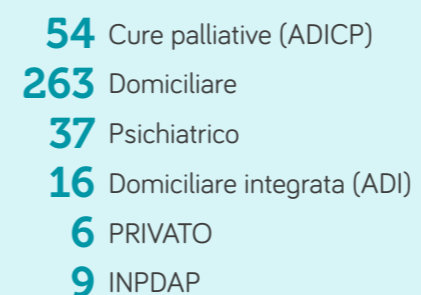 54 Cure palliative (ADICP)
263 Domiciliare
37 Psichiatrico
16 Domiciliare integrata (ADI)
6 PRIVATO
9 INPDAP